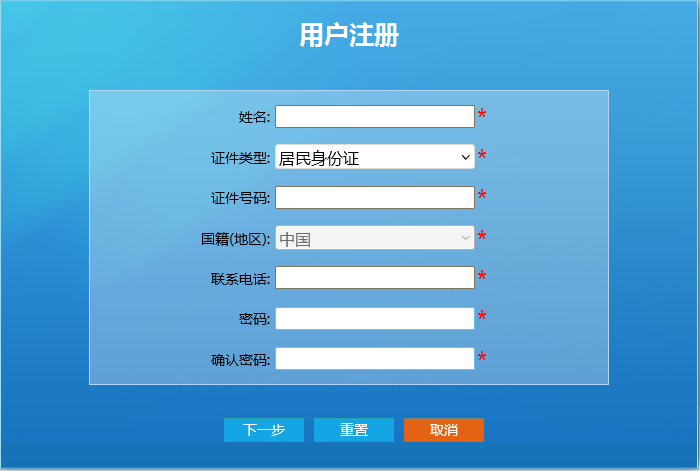 用户注册
姓名: *
证件类型: 居民身份证 *
证件号码: *
国籍(地区): 中国 *
联系电话: *
密码: *
确认密码: *
下一步 重置 取消